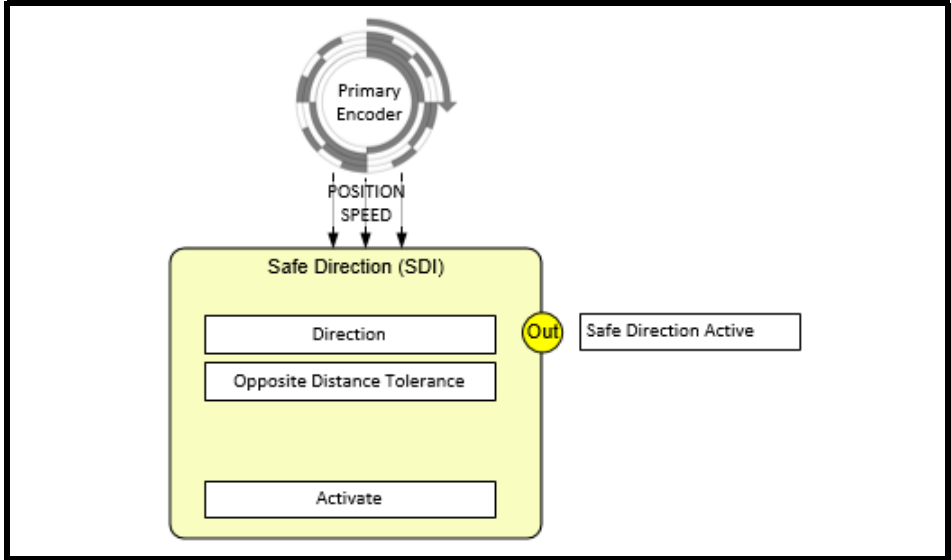 Primary
Encoder
POSITION
SPEED
Safe Direction (SDI)
Direction
Out
Safe Direction Active
Opposite Distance Tolerance
Activate